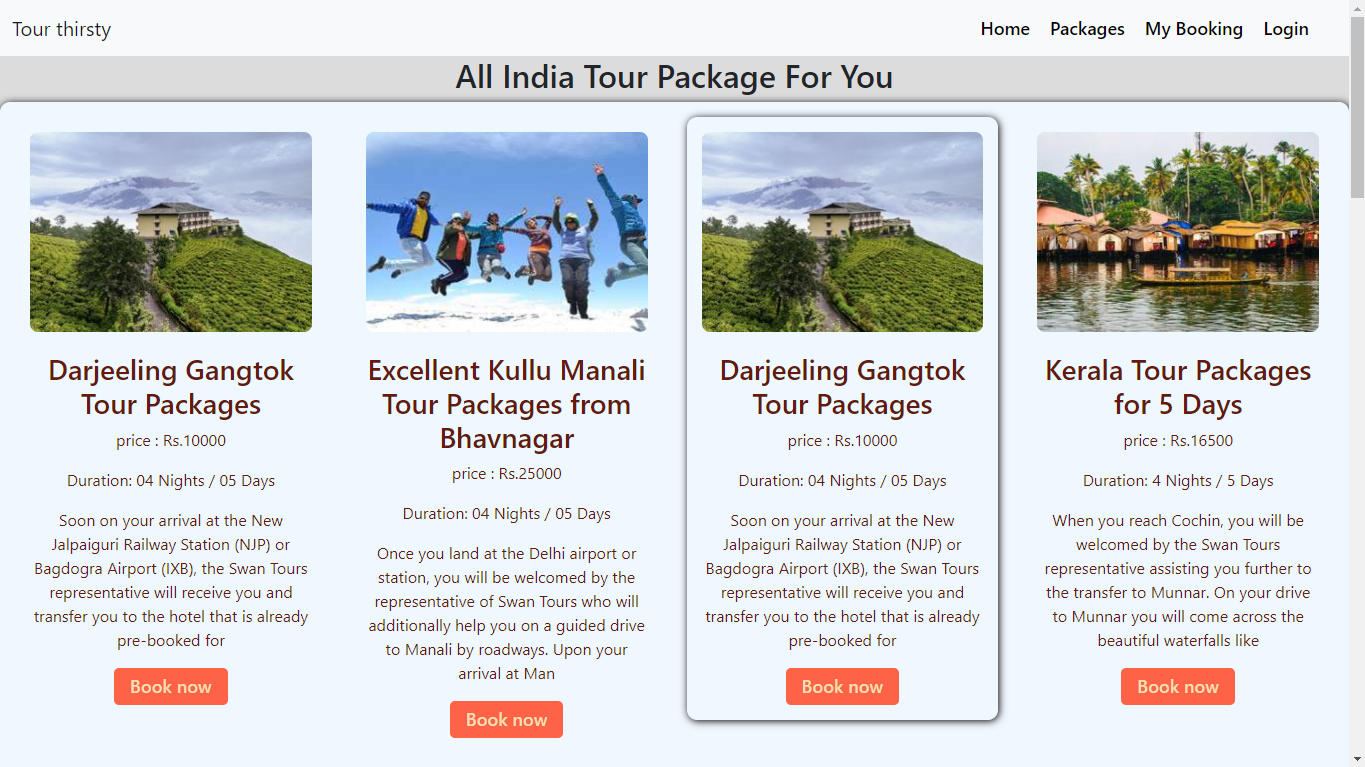 Tour thirsty
Home Packages My Booking Login
All India Tour Package For You
Darjeeling Gangtok
Tour Packages
price : Rs.10000
Duration: 04 Nights / 05 Days
Soon on your arrival at the New
Jalpaiguri Railway Station (NJP) or
Bagdogra Airport (IXB), the Swan Tours
representative will receive you and
transfer you to the hotel that is already
pre-booked for
Book now
Excellent Kullu Manali
Tour Packages from
Bhavnagar
price : Rs.25000
Duration: 04 Nights / 05 Days
Once you land at the Delhi airport or
station, you will be welcomed by the
representative of Swan Tours who will
additionally help you on a guided drive
to Manali by roadways. Upon your
arrival at Man
Book now
Darjeeling Gangtok
Tour Packages
price : Rs.10000
Duration: 04 Nights / 05 Days
Soon on your arrival at the New
Jalpaiguri Railway Station (NJP) or
Bagdogra Airport (IXB), the Swan Tours
representative will receive you and
transfer you to the hotel that is already
pre-booked for
Book now
Kerala Tour Packages
for 5 Days
price : Rs.16500
Duration: 4 Nights / 5 Days
When you reach Cochin, you will be
welcomed by the Swan Tours
representative assisting you further to
the transfer to Munnar. On your drive
to Munnar you will come across the
beautiful waterfalls like
Book now